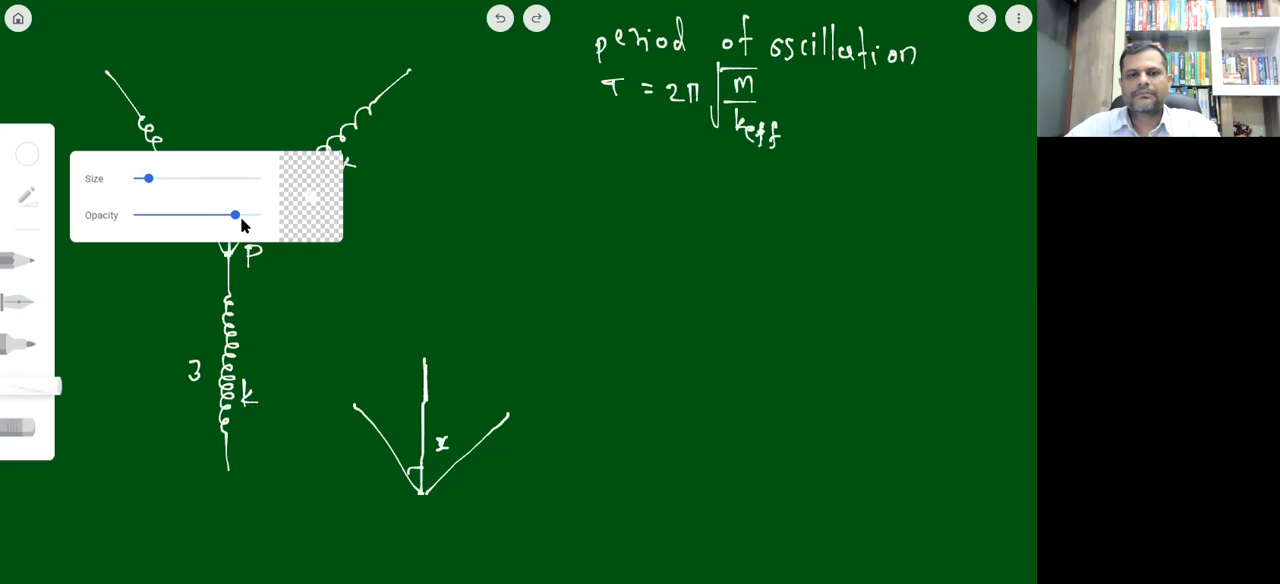 period of oscillation
T = 2π √(m/keff)
k
Size
Opacity
P
3
k
x